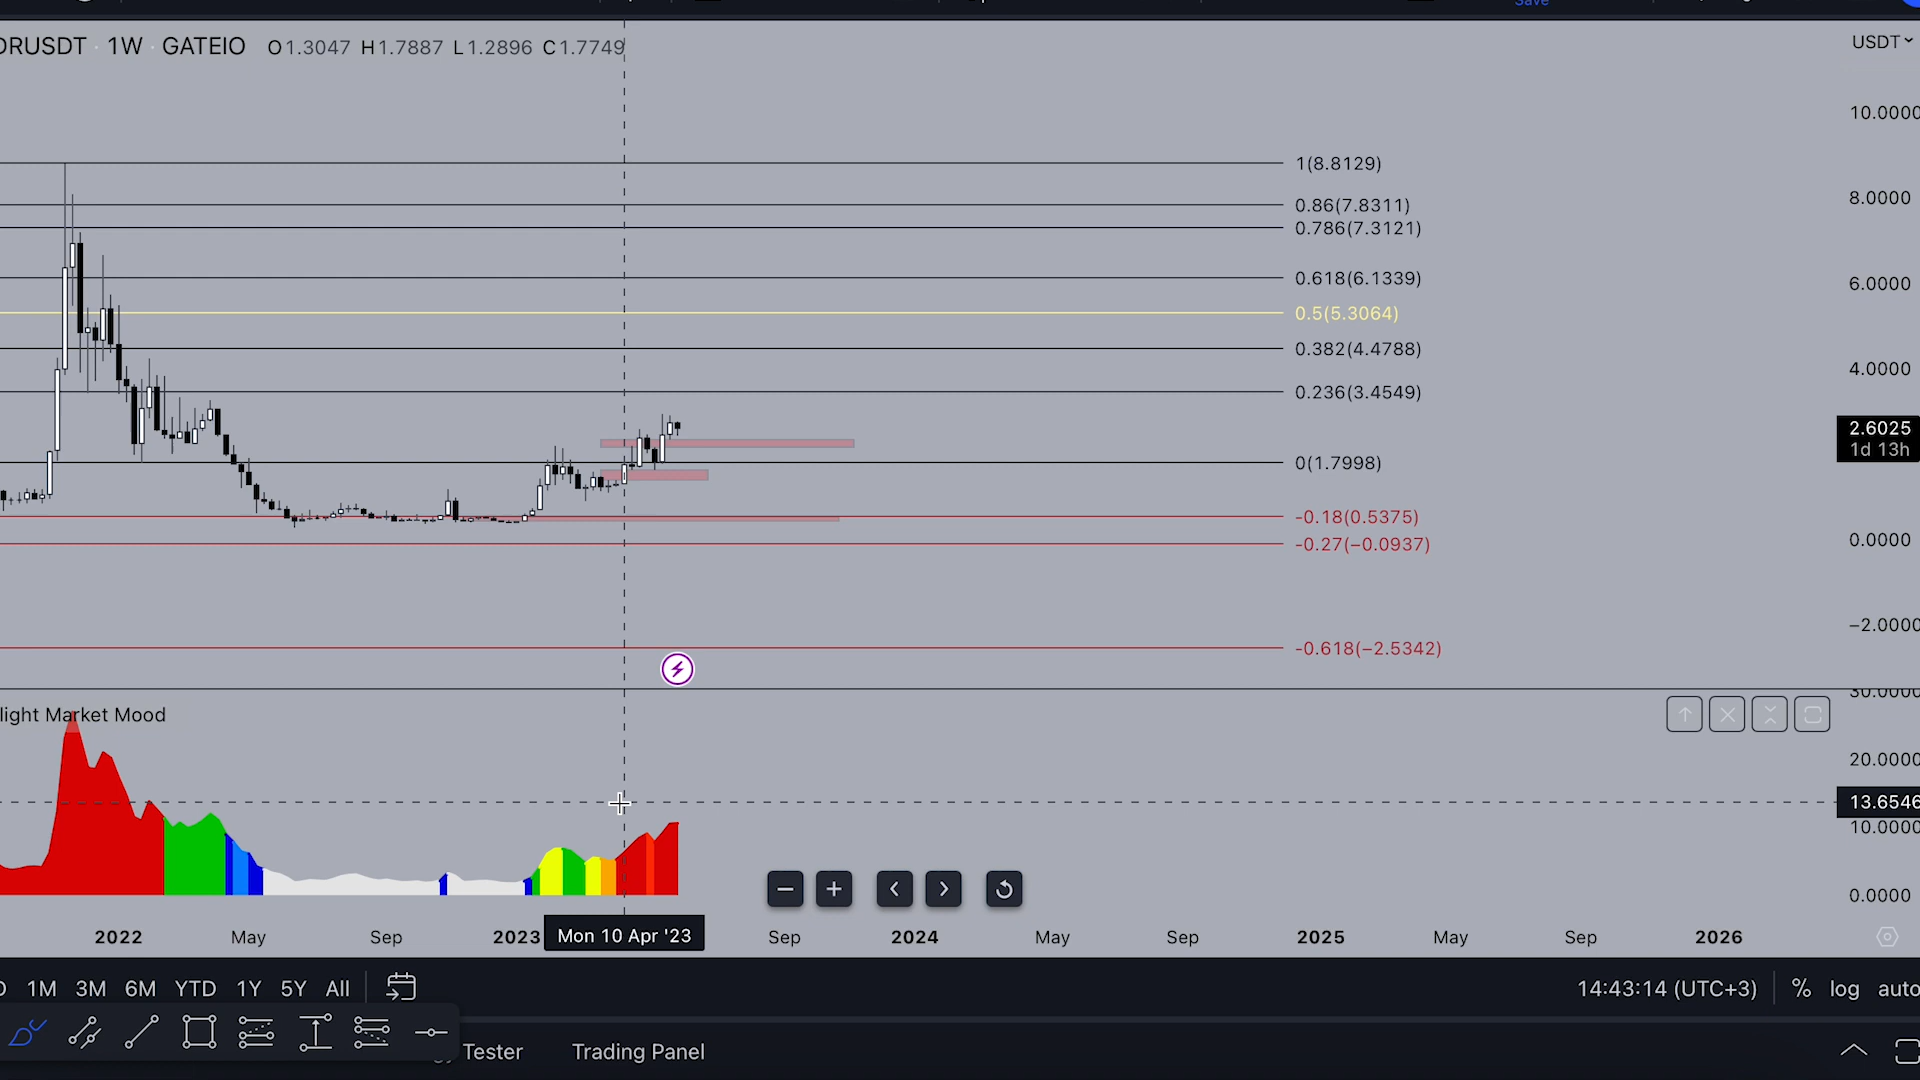 Save
DRUSDT · 1W · GATEIO O1.3047 H1.7887 L1.2896 C1.7749
USDT
10.0000
1(8.8129)
8.0000
0.86(7.8311)
0.786(7.3121)
0.618(6.1339)
6.0000
0.5(5.3064)
0.382(4.4788)
4.0000
0.236(3.4549)
2.6025
1d 13h
0(1.7998)
-0.18(0.5375)
-0.27(−0.0937)
0.0000
−2.0000
-0.618(−2.5342)
30.0000
light Market Mood
20.0000
13.6546
10.0000
0.0000
2022 May Sep 2023 Mon 10 Apr '23 Sep 2024 May Sep 2025 May Sep 2026
D 1M 3M 6M YTD 1Y 5Y All 14:43:14 (UTC+3) % log auto
Tester Trading Panel